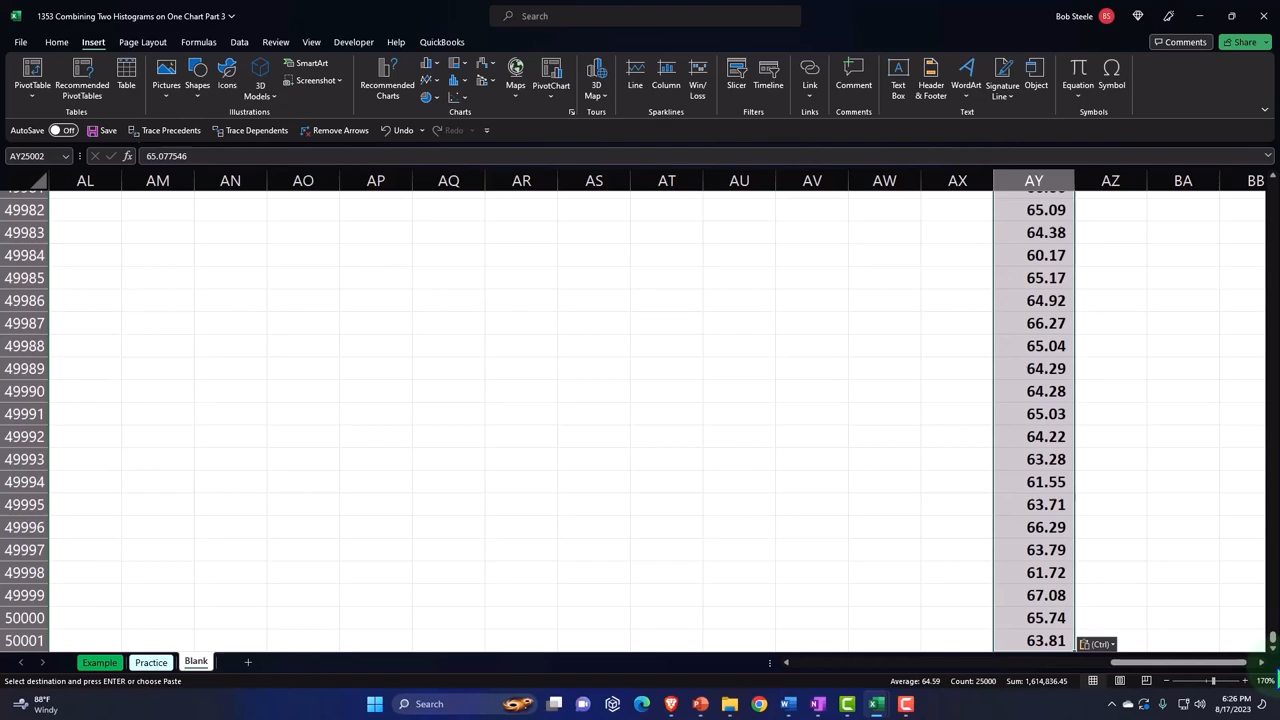 1353 Combining Two Histograms on One Chart Part 3
Search
Bob Steele
BS
File Home Insert Page Layout Formulas Data Review View Developer Help QuickBooks
Comments
Share
PivotTable
Recommended PivotTables
Table
Tables
Pictures
Shapes
Icons
3D Models
SmartArt
Screenshot
Illustrations
Recommended Charts
Maps
PivotChart
Charts
3D Map
Tours
Line
Column
Win/Loss
Sparklines
Slicer
Timeline
Filters
Link
Links
Comment
Comments
Text Box
Header & Footer
WordArt
Signature Line
Object
Text
Equation
Symbol
Symbols
AutoSave Off Save Trace Precedents Trace Dependents Remove Arrows Undo Redo
AY25002 fx 65.077546
AL AM AN AO AP AQ AR AS AT AU AV AW AX AY AZ BA BB
49982 65.09
49983 64.38
49984 60.17
49985 65.17
49986 64.92
49987 66.27
49988 65.04
49989 64.29
49990 64.28
49991 65.03
49992 64.22
49993 63.28
49994 61.55
49995 63.71
49996 66.29
49997 63.79
49998 61.72
49999 67.08
50000 65.74
50001 63.81
(Ctrl)
Example Practice Blank
Select destination and press ENTER or choose Paste Average: 64.59 Count: 25000 Sum: 1,614,836.45 170%
88°F
Windy
Search
6:26 PM
8/17/2023